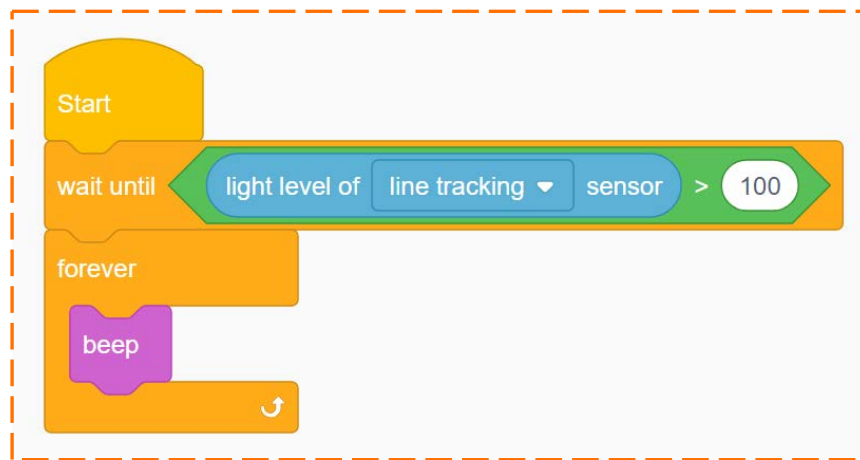 Start
wait until light level of line tracking sensor > 100
forever
beep